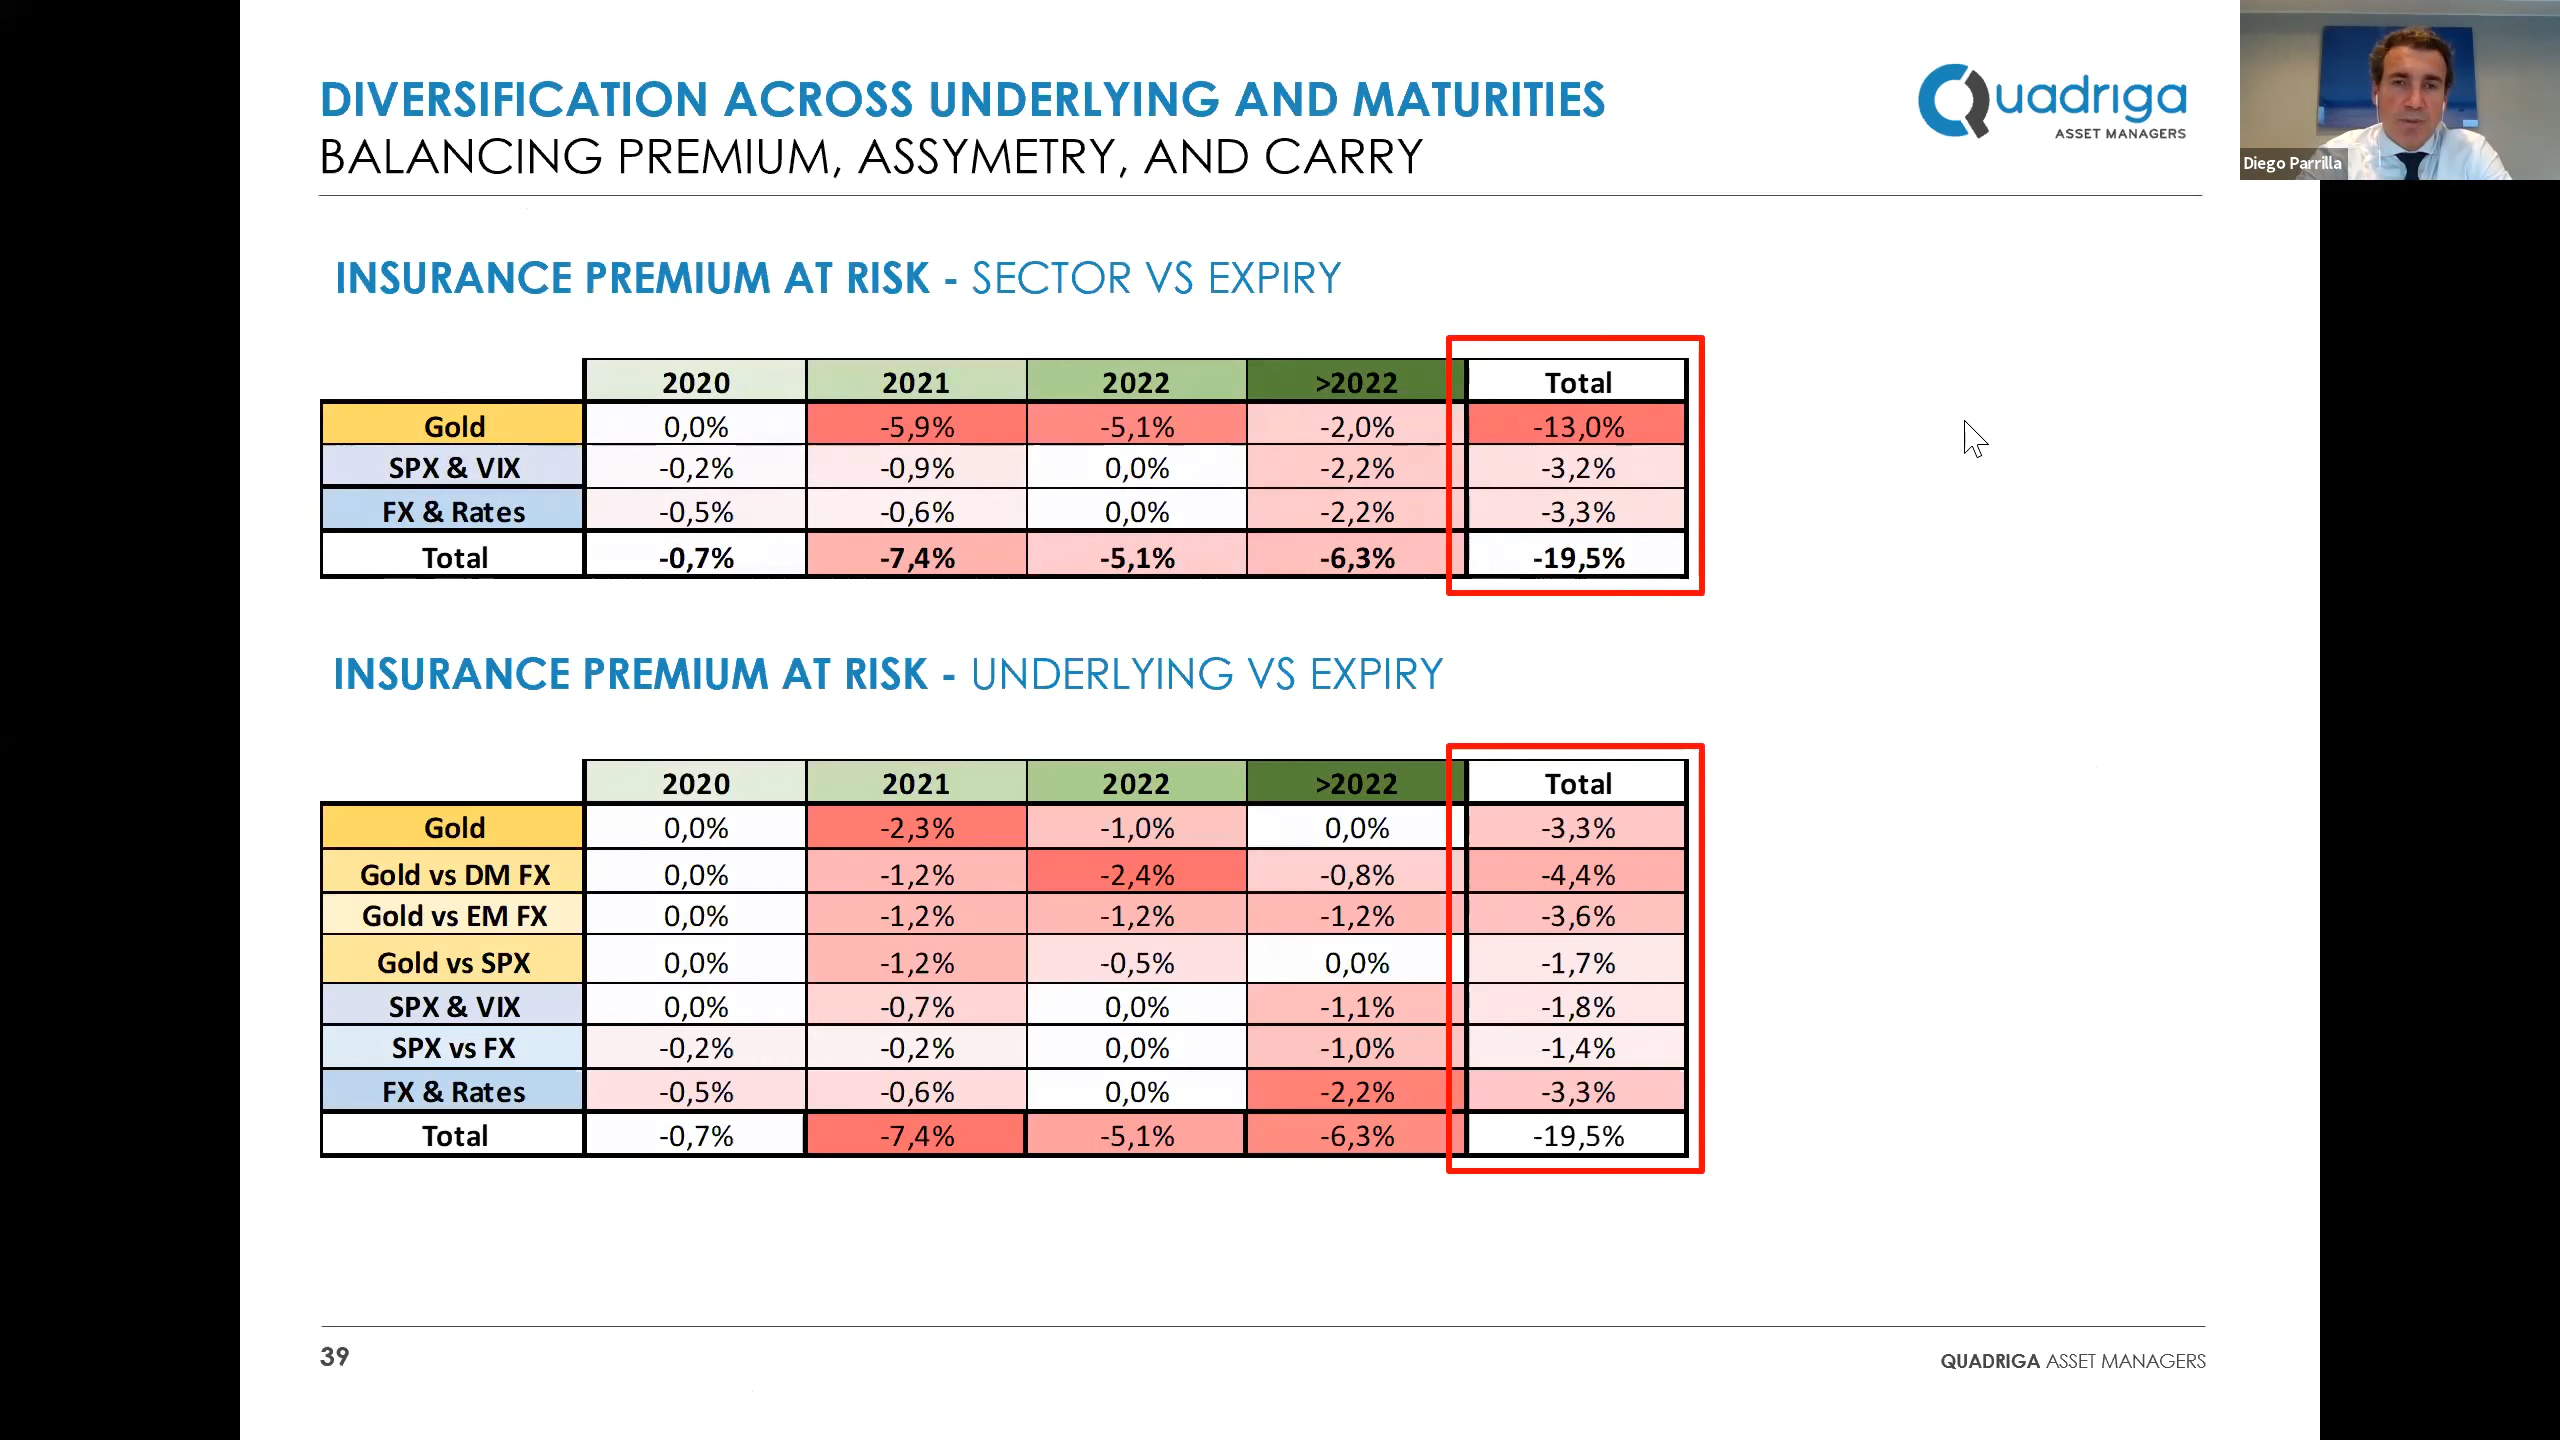 DIVERSIFICATION ACROSS UNDERLYING AND MATURITIES
BALANCING PREMIUM, ASSYMETRY, AND CARRY
Quadriga
ASSET MANAGERS
Diego Parrilla
INSURANCE PREMIUM AT RISK - SECTOR VS EXPIRY
2020 2021 2022 >2022 Total
Gold 0,0% -5,9% -5,1% -2,0% -13,0%
SPX & VIX -0,2% -0,9% 0,0% -2,2% -3,2%
FX & Rates -0,5% -0,6% 0,0% -2,2% -3,3%
Total -0,7% -7,4% -5,1% -6,3% -19,5%
INSURANCE PREMIUM AT RISK - UNDERLYING VS EXPIRY
2020 2021 2022 >2022 Total
Gold 0,0% -2,3% -1,0% 0,0% -3,3%
Gold vs DM FX 0,0% -1,2% -2,4% -0,8% -4,4%
Gold vs EM FX 0,0% -1,2% -1,2% -1,2% -3,6%
Gold vs SPX 0,0% -1,2% -0,5% 0,0% -1,7%
SPX & VIX 0,0% -0,7% 0,0% -1,1% -1,8%
SPX vs FX -0,2% -0,2% 0,0% -1,0% -1,4%
FX & Rates -0,5% -0,6% 0,0% -2,2% -3,3%
Total -0,7% -7,4% -5,1% -6,3% -19,5%
39
QUADRIGA ASSET MANAGERS